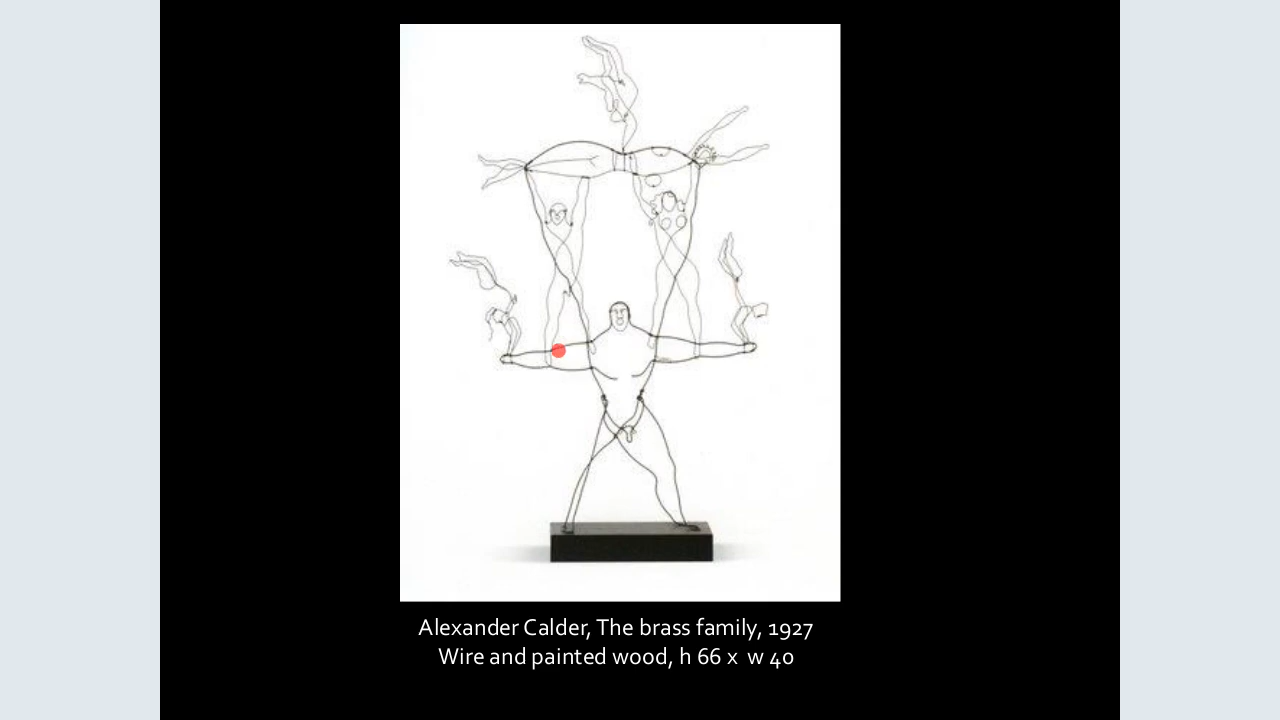 Alexander Calder, The brass family, 1927
Wire and painted wood, h 66 x  w 40